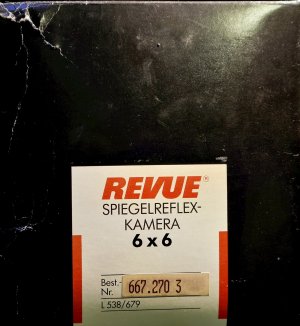 REVUE®
SPIEGELREFLEX-
KAMERA
6 x 6
Best.-
Nr. 667.270 3
L 538/679